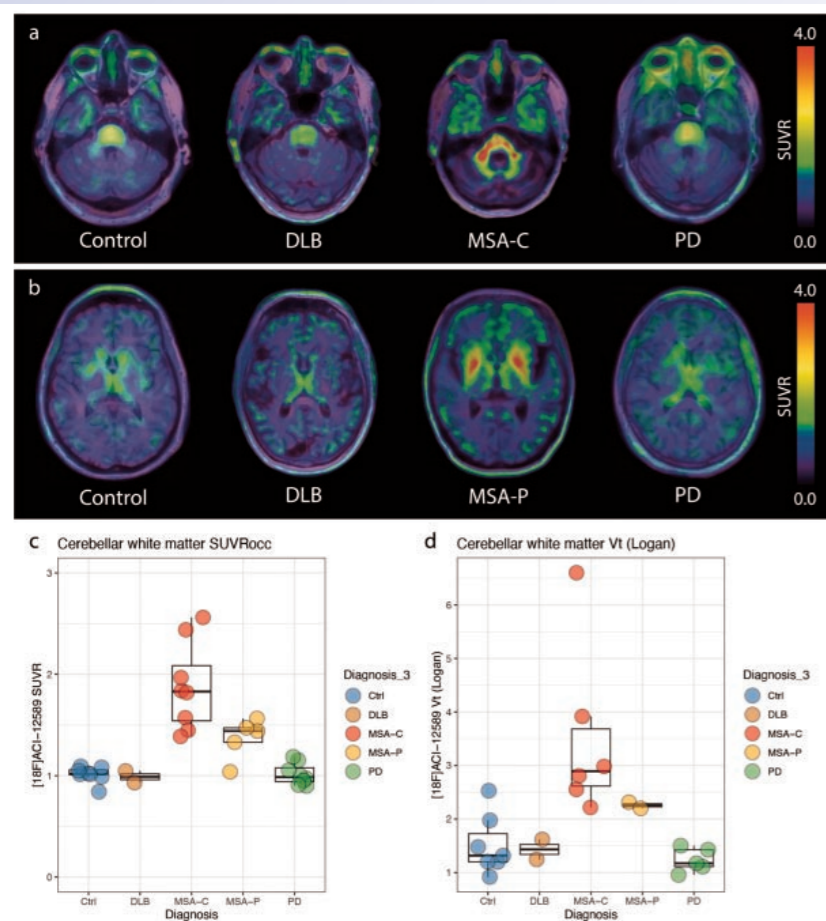 a
4.0
SUVR
0.0
Control
DLB
MSA-C
PD
b
4.0
SUVR
0.0
Control
DLB
MSA-P
PD
c
Cerebellar white matter SUVRocc
[18F]ACI-12589 SUVR
3
2
1
0
Ctrl
DLB
MSA-C
MSA-P
PD
Diagnosis
Diagnosis_3
Ctrl
DLB
MSA-C
MSA-P
PD
d
Cerebellar white matter Vt (Logan)
[18F]ACI-12589 Vt (Logan)
6
5
4
3
2
1
Ctrl
DLB
MSA-C
MSA-P
PD
Diagnosis
Diagnosis_3
Ctrl
DLB
MSA-C
MSA-P
PD